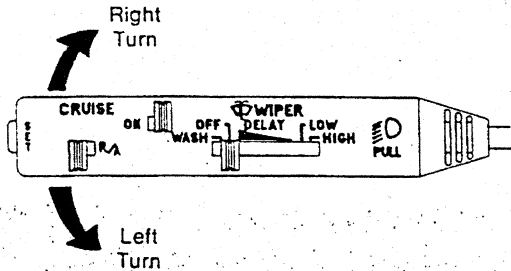 Right
Turn
CRUISE
WIPER
OFF
DELAY
LOW
ON
WASH
HIGH
SET
R/A
PULL
Left
Turn